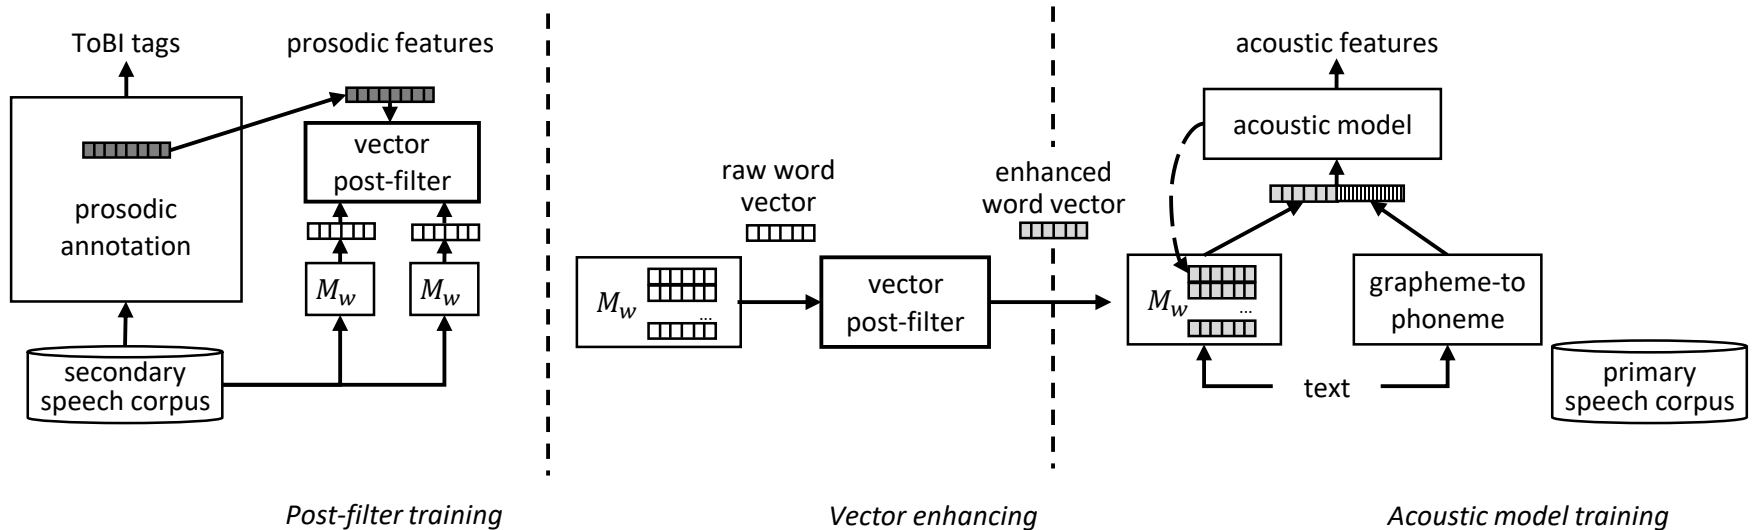 ToBI tags
prosodic features
vector
post-filter
prosodic
annotation
M_w
M_w
secondary
speech corpus
Post-filter training
raw word
vector
enhanced
word vector
M_w
...
vector
post-filter
Vector enhancing
acoustic features
acoustic model
M_w
...
grapheme-to
phoneme
text
primary
speech corpus
Acoustic model training